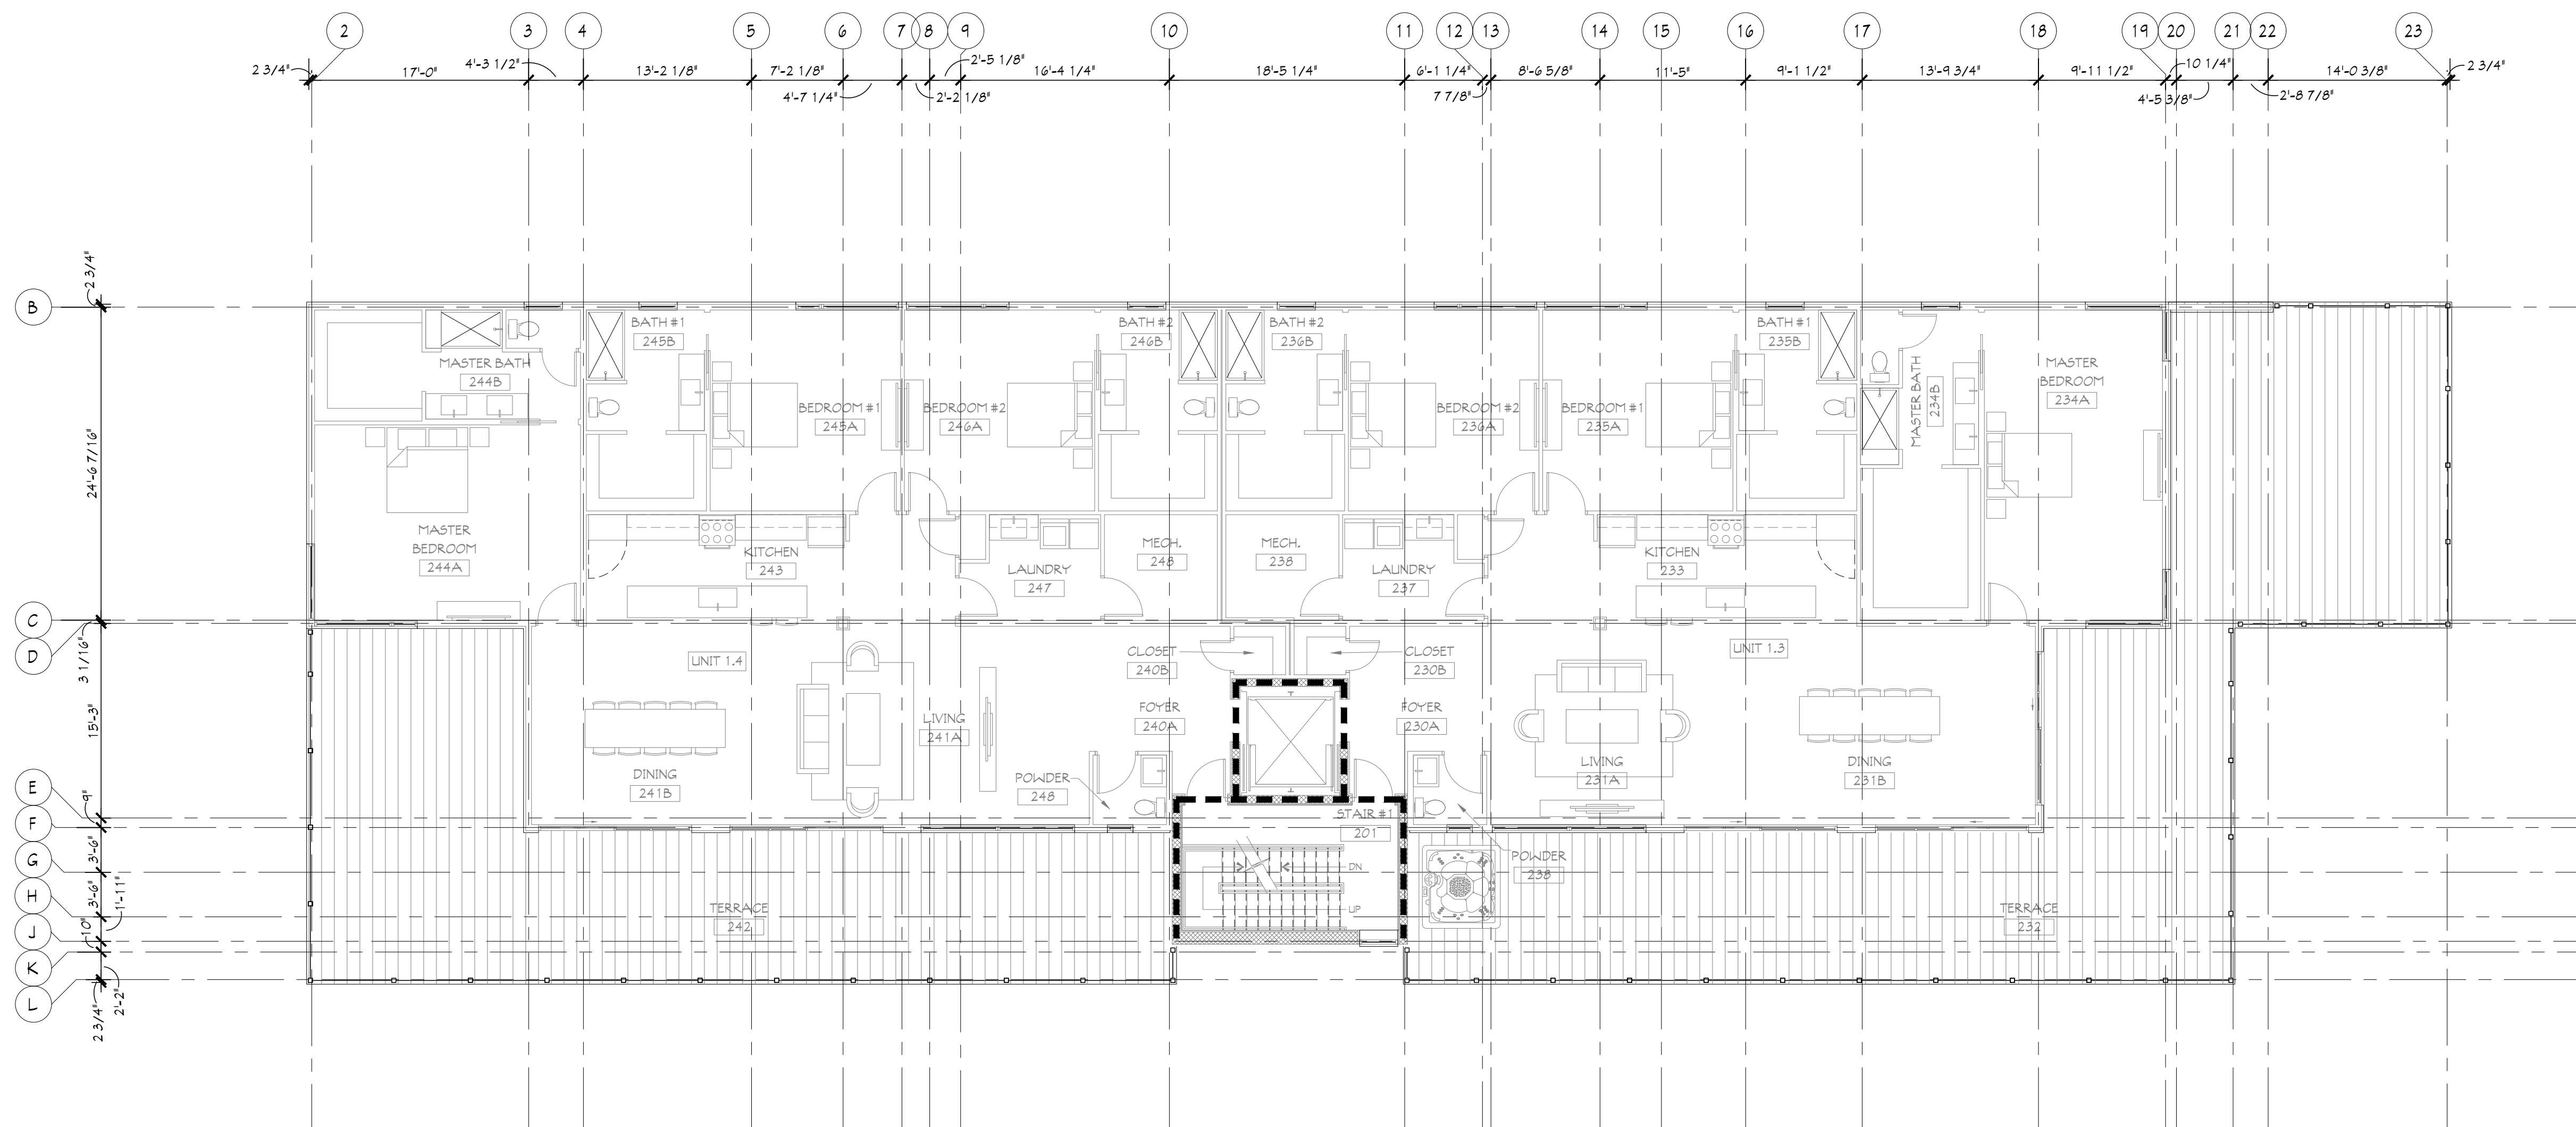 2 3 4 5 6 7 8 9 10 11 12 13 14 15 16 17 18 19 20 21 22 23
2 3/4" 17'-0" 4'-3 1/2" 13'-2 1/8" 7'-2 1/8" 4'-7 1/4" 2'-2 1/8" 2'-5 1/8" 16'-4 1/4" 18'-5 1/4" 6'-1 1/4" 7 7/8" 8'-6 5/8" 11'-5" 9'-1 1/2" 13'-9 3/4" 9'-11 1/2" 10 1/4" 4'-5 3/8" 2'-8 7/8" 14'-0 3/8" 2 3/4"
B
C
D
E
F
G
H
J
K
L
2 3/4"
24'-6 7/16"
3 1/16"
15'-3"
9"
3'-6"
3'-6"
1'-11"
10"
2'-2"
2 3/4"
MASTER BATH
244B
BATH #1
245B
BEDROOM #1
245A
BEDROOM #2
246A
BATH #2
246B
BATH #2
236B
BEDROOM #2
236A
BEDROOM #1
235A
BATH #1
235B
MASTER BATH
234B
MASTER
BEDROOM
234A
MASTER
BEDROOM
244A
KITCHEN
243
LAUNDRY
247
MECH.
248
MECH.
238
LAUNDRY
237
KITCHEN
233
UNIT 1.4
CLOSET
240B
CLOSET
230B
UNIT 1.3
LIVING
241A
FOYER
240A
FOYER
230A
DINING
241B
POWDER
248
LIVING
231A
DINING
231B
STAIR #1
201
DN
UP
POWDER
238
TERRACE
242
TERRACE
232